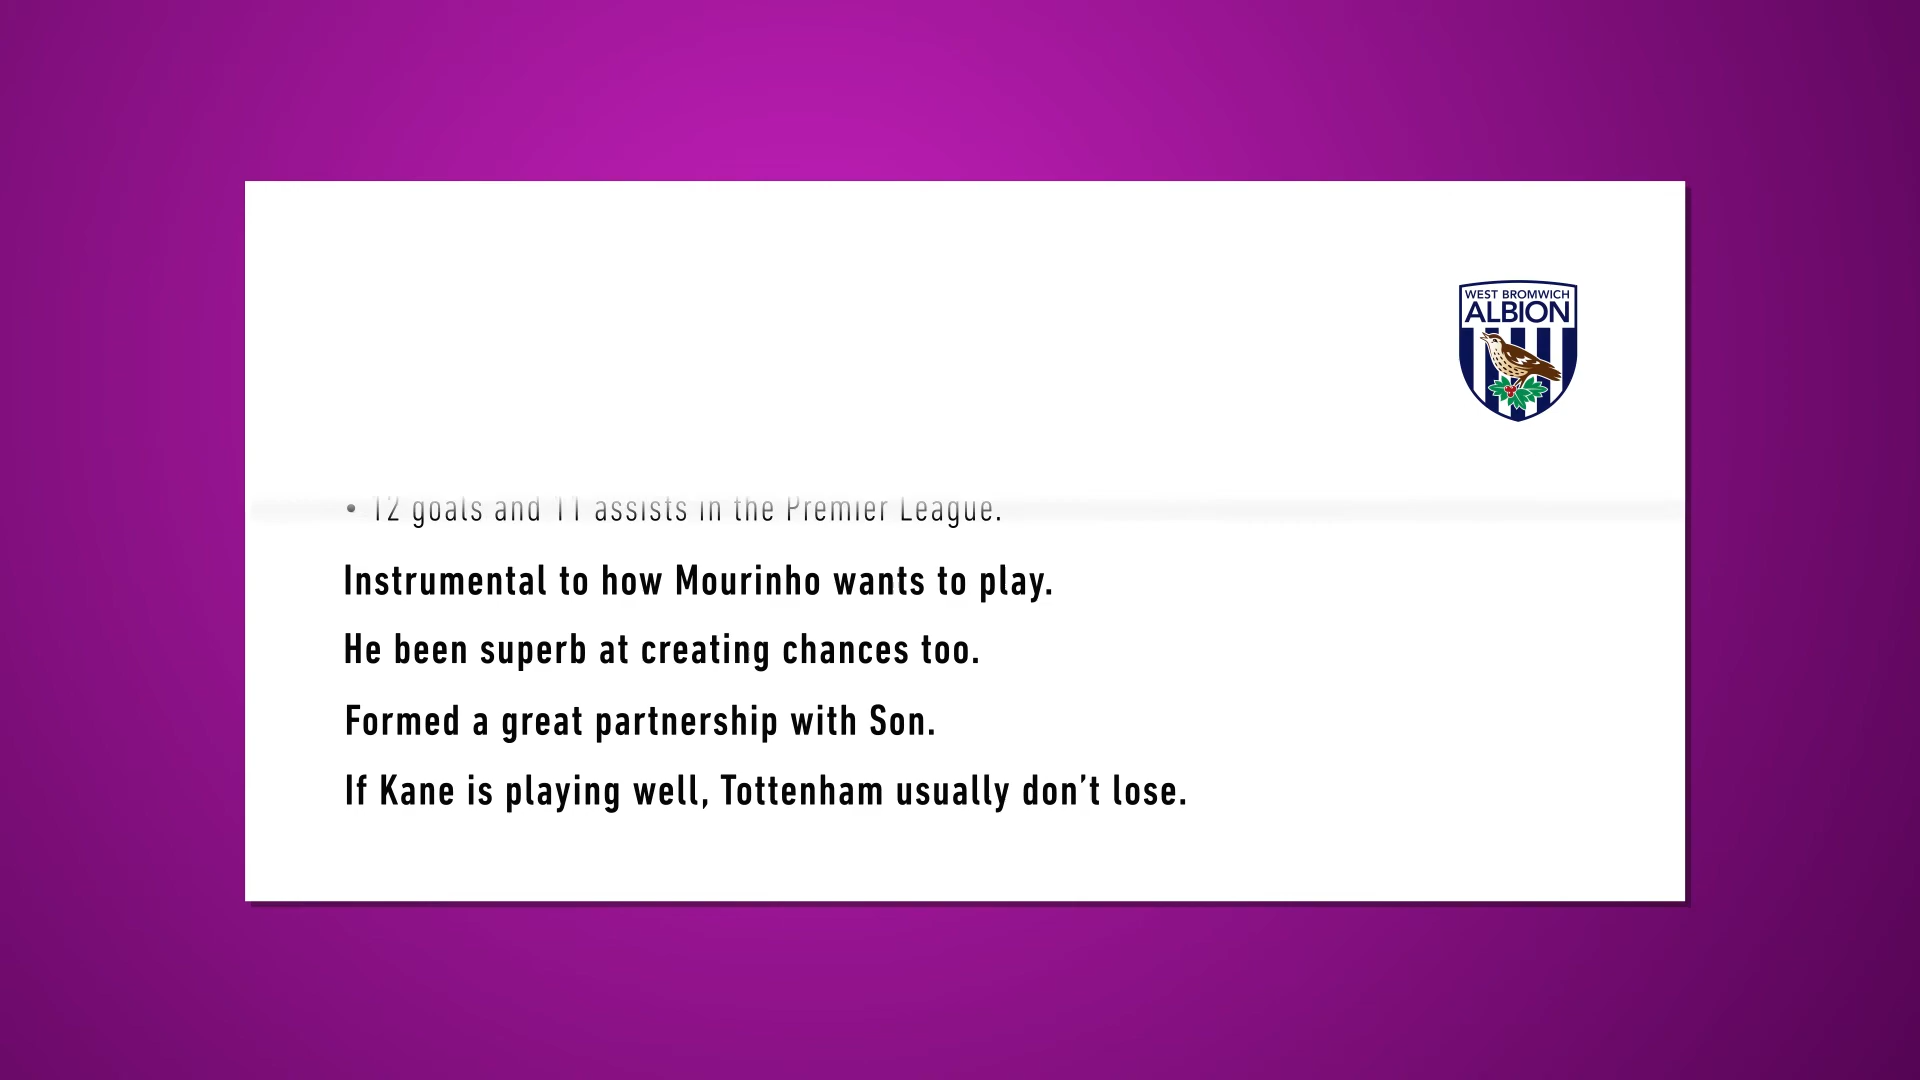 WEST BROMWICH
ALBION
• 12 goals and 11 assists in the Premier League.
Instrumental to how Mourinho wants to play.
He been superb at creating chances too.
Formed a great partnership with Son.
If Kane is playing well, Tottenham usually don’t lose.